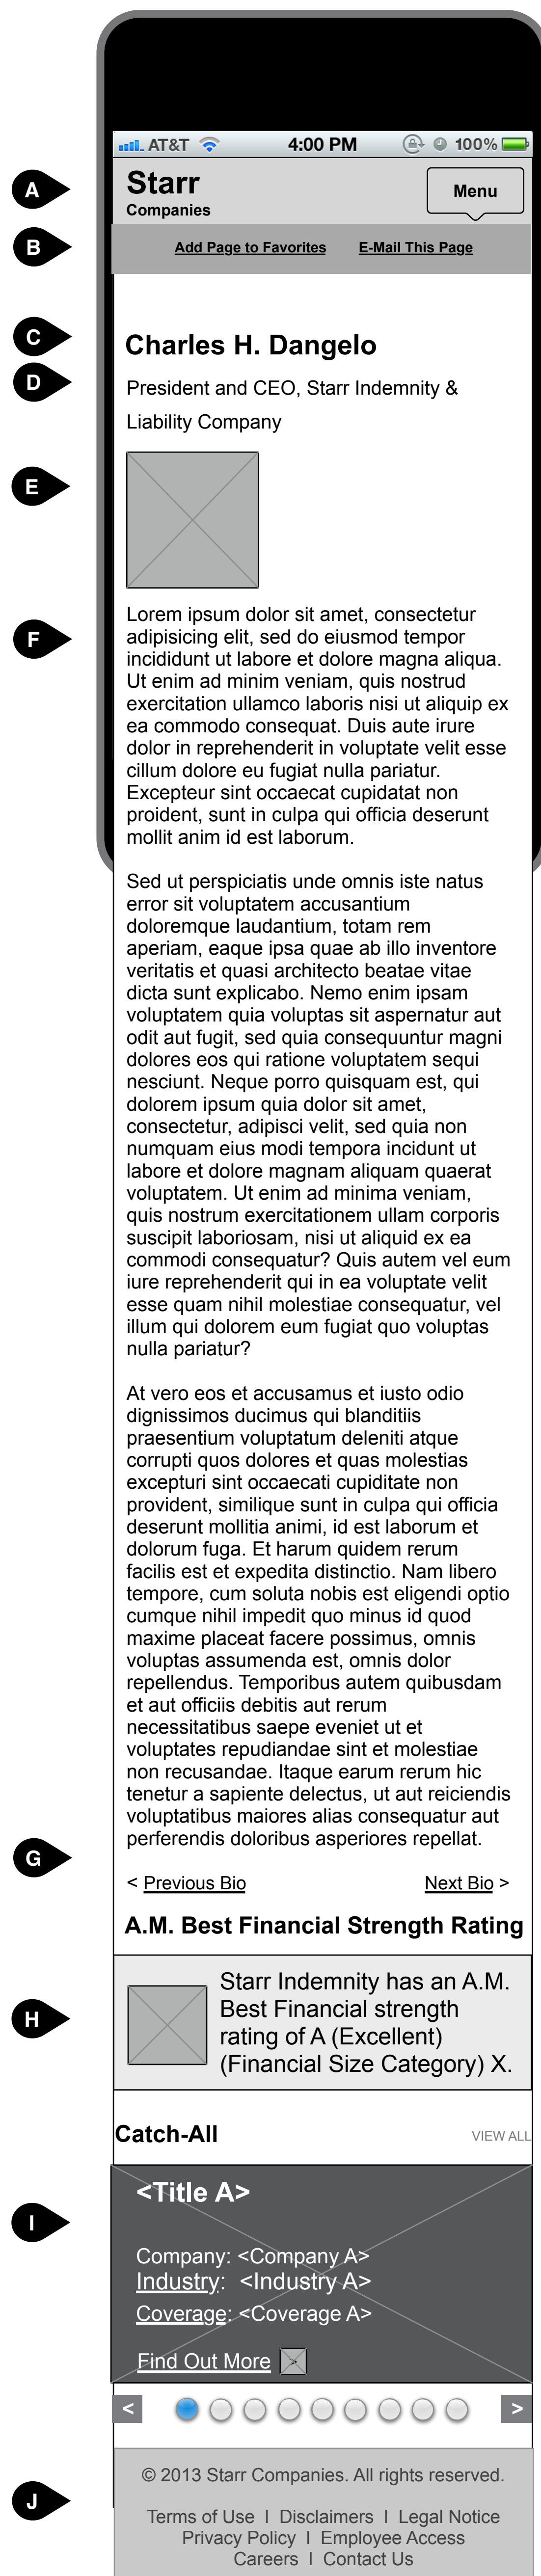 AT&T 4:00 PM 100%
A
Starr
Companies
Menu
B
Add Page to Favorites E-Mail This Page
C
Charles H. Dangelo
D
President and CEO, Starr Indemnity &
Liability Company
E
F
Lorem ipsum dolor sit amet, consectetur
adipisicing elit, sed do eiusmod tempor
incididunt ut labore et dolore magna aliqua.
Ut enim ad minim veniam, quis nostrud
exercitation ullamco laboris nisi ut aliquip ex
ea commodo consequat. Duis aute irure
dolor in reprehenderit in voluptate velit esse
cillum dolore eu fugiat nulla pariatur.
Excepteur sint occaecat cupidatat non
proident, sunt in culpa qui officia deserunt
mollit anim id est laborum.
Sed ut perspiciatis unde omnis iste natus
error sit voluptatem accusantium
doloremque laudantium, totam rem
aperiam, eaque ipsa quae ab illo inventore
veritatis et quasi architecto beatae vitae
dicta sunt explicabo. Nemo enim ipsam
voluptatem quia voluptas sit aspernatur aut
odit aut fugit, sed quia consequuntur magni
dolores eos qui ratione voluptatem sequi
nesciunt. Neque porro quisquam est, qui
dolorem ipsum quia dolor sit amet,
consectetur, adipisci velit, sed quia non
numquam eius modi tempora incidunt ut
labore et dolore magnam aliquam quaerat
voluptatem. Ut enim ad minima veniam,
quis nostrum exercitationem ullam corporis
suscipit laboriosam, nisi ut aliquid ex ea
commodi consequatur? Quis autem vel eum
iure reprehenderit qui in ea voluptate velit
esse quam nihil molestiae consequatur, vel
illum qui dolorem eum fugiat quo voluptas
nulla pariatur?
At vero eos et accusamus et iusto odio
dignissimos ducimus qui blanditiis
praesentium voluptatum deleniti atque
corrupti quos dolores et quas molestias
excepturi sint occaecati cupiditate non
provident, similique sunt in culpa qui officia
deserunt mollitia animi, id est laborum et
dolorum fuga. Et harum quidem rerum
facilis est et expedita distinctio. Nam libero
tempore, cum soluta nobis est eligendi optio
cumque nihil impedit quo minus id quod
maxime placeat facere possimus, omnis
voluptas assumenda est, omnis dolor
repellendus. Temporibus autem quibusdam
et aut officiis debitis aut rerum
necessitatibus saepe eveniet ut et
voluptates repudiandae sint et molestiae
non recusandae. Itaque earum rerum hic
tenetur a sapiente delectus, ut aut reiciendis
voluptatibus maiores alias consequatur aut
perferendis doloribus asperiores repellat.
G
< Previous Bio Next Bio >
A.M. Best Financial Strength Rating
H
Starr Indemnity has an A.M.
Best Financial strength
rating of A (Excellent)
(Financial Size Category) X.
Catch-All VIEW ALL
I
<Title A>
Company: <Company A>
Industry: <Industry A>
Coverage: <Coverage A>
Find Out More
< >
© 2013 Starr Companies. All rights reserved.
J
Terms of Use I Disclaimers I Legal Notice
Privacy Policy I Employee Access
Careers I Contact Us